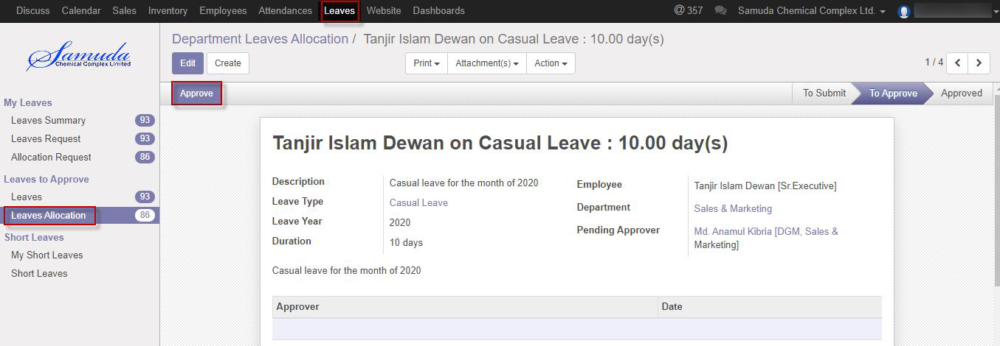 Discuss Calendar Sales Inventory Employees Attendances Leaves Website Dashboards @ 357 Samuda Chemical Complex Ltd.
Samuda
Chemical Complex Limited
Department Leaves Allocation / Tanjir Islam Dewan on Casual Leave : 10.00 day(s)
Edit Create Print Attachment(s) Action 1 / 4
Approve To Submit To Approve Approved
My Leaves
Leaves Summary 93
Leaves Request 93
Allocation Request 86
Leaves to Approve
Leaves 93
Leaves Allocation 86
Short Leaves
My Short Leaves
Short Leaves
Tanjir Islam Dewan on Casual Leave : 10.00 day(s)
Description Casual leave for the month of 2020
Leave Type Casual Leave
Leave Year 2020
Duration 10 days
Employee Tanjir Islam Dewan [Sr.Executive]
Department Sales & Marketing
Pending Approver Md. Anamul Kibria [DGM, Sales &
Marketing]
Casual leave for the month of 2020
Approver Date